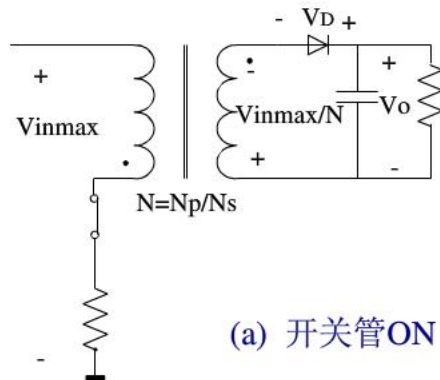 - VD +
+ - +
Vinmax Vinmax/N Vo
+ -
N=Np/Ns
-
(a) 开关管ON